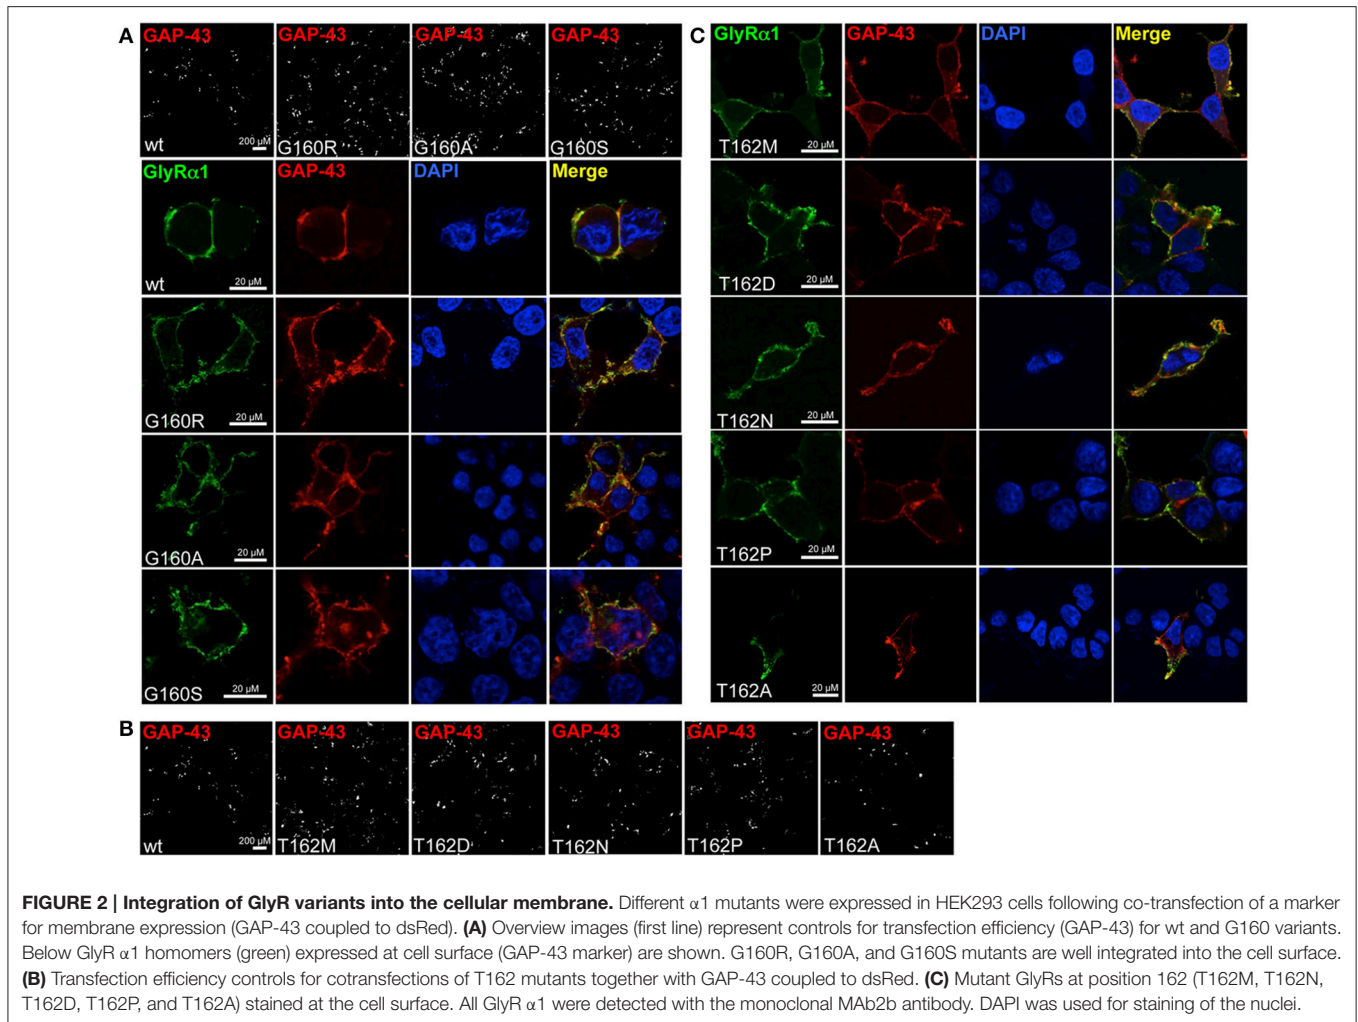 A GAP-43 GAP-43 GAP-43 GAP-43
wt 200 µM G160R G160A G160S
GlyRα1 GAP-43 DAPI Merge
wt 20 µM
G160R 20 µM
G160A 20 µM
G160S 20 µM
C GlyRα1 GAP-43 DAPI Merge
T162M 20 µM
T162D 20 µM
T162N 20 µM
T162P 20 µM
T162A 20 µM
B GAP-43 GAP-43 GAP-43 GAP-43 GAP-43 GAP-43
wt 200 µM T162M T162D T162N T162P T162A
FIGURE 2 | Integration of GlyR variants into the cellular membrane. Different α1 mutants were expressed in HEK293 cells following co-transfection of a marker
for membrane expression (GAP-43 coupled to dsRed). (A) Overview images (first line) represent controls for transfection efficiency (GAP-43) for wt and G160 variants.
Below GlyR α1 homomers (green) expressed at cell surface (GAP-43 marker) are shown. G160R, G160A, and G160S mutants are well integrated into the cell surface.
(B) Transfection efficiency controls for cotransfections of T162 mutants together with GAP-43 coupled to dsRed. (C) Mutant GlyRs at position 162 (T162M, T162N,
T162D, T162P, and T162A) stained at the cell surface. All GlyR α1 were detected with the monoclonal MAb2b antibody. DAPI was used for staining of the nuclei.